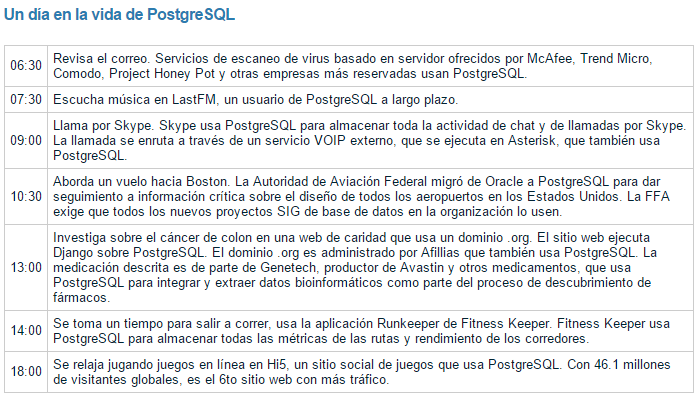 Un día en la vida de PostgreSQL
06:30 Revisa el correo. Servicios de escaneo de virus basado en servidor ofrecidos por McAfee, Trend Micro,
Comodo, Project Honey Pot y otras empresas más reservadas usan PostgreSQL.
07:30 Escucha música en LastFM, un usuario de PostgreSQL a largo plazo.
09:00 Llama por Skype. Skype usa PostgreSQL para almacenar toda la actividad de chat y de llamadas por Skype.
La llamada se enruta a través de un servicio VOIP externo, que se ejecuta en Asterisk, que también usa
PostgreSQL.
10:30 Aborda un vuelo hacia Boston. La Autoridad de Aviación Federal migró de Oracle a PostgreSQL para dar
seguimiento a información crítica sobre el diseño de todos los aeropuertos en los Estados Unidos. La FFA
exige que todos los nuevos proyectos SIG de base de datos en la organización lo usen.
13:00 Investiga sobre el cáncer de colon en una web de caridad que usa un dominio .org. El sitio web ejecuta
Django sobre PostgreSQL. El dominio .org es administrado por Afillias que también usa PostgreSQL. La
medicación descrita es de parte de Genetech, productor de Avastin y otros medicamentos, que usa
PostgreSQL para integrar y extraer datos bioinformáticos como parte del proceso de descubrimiento de
fármacos.
14:00 Se toma un tiempo para salir a correr, usa la aplicación Runkeeper de Fitness Keeper. Fitness Keeper usa
PostgreSQL para almacenar todas las métricas de las rutas y rendimiento de los corredores.
18:00 Se relaja jugando juegos en línea en Hi5, un sitio social de juegos que usa PostgreSQL. Con 46.1 millones
de visitantes globales, es el 6to sitio web con más tráfico.